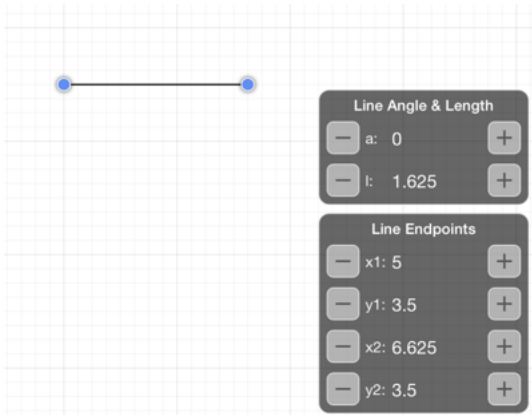 Line Angle & Length
− a: 0 +
− l: 1.625 +
Line Endpoints
− x1: 5 +
− y1: 3.5 +
− x2: 6.625 +
− y2: 3.5 +